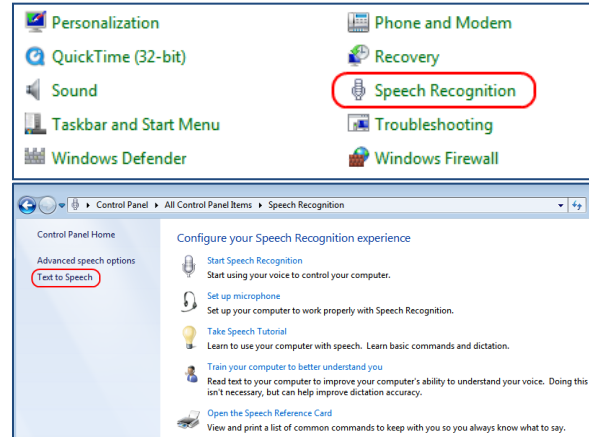 Personalization
Phone and Modem
QuickTime (32-bit)
Recovery
Sound
Speech Recognition
Taskbar and Start Menu
Troubleshooting
Windows Defender
Windows Firewall
Control Panel All Control Panel Items Speech Recognition
Control Panel Home
Advanced speech options
Text to Speech
Configure your Speech Recognition experience
Start Speech Recognition
Start using your voice to control your computer.
Set up microphone
Set up your computer to work properly with Speech Recognition.
Take Speech Tutorial
Learn to use your computer with speech. Learn basic commands and dictation.
Train your computer to better understand you
Read text to your computer to improve your computer's ability to understand your voice. Doing this
isn't necessary, but can help improve dictation accuracy.
Open the Speech Reference Card
View and print a list of common commands to keep with you so you always know what to say.